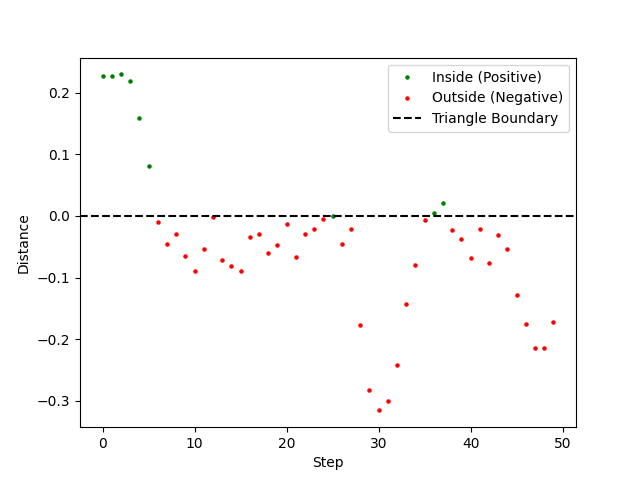 Inside (Positive)
Outside (Negative)
Triangle Boundary
0.2
0.1
0.0
−0.1
−0.2
−0.3
Distance
0 10 20 30 40 50
Step